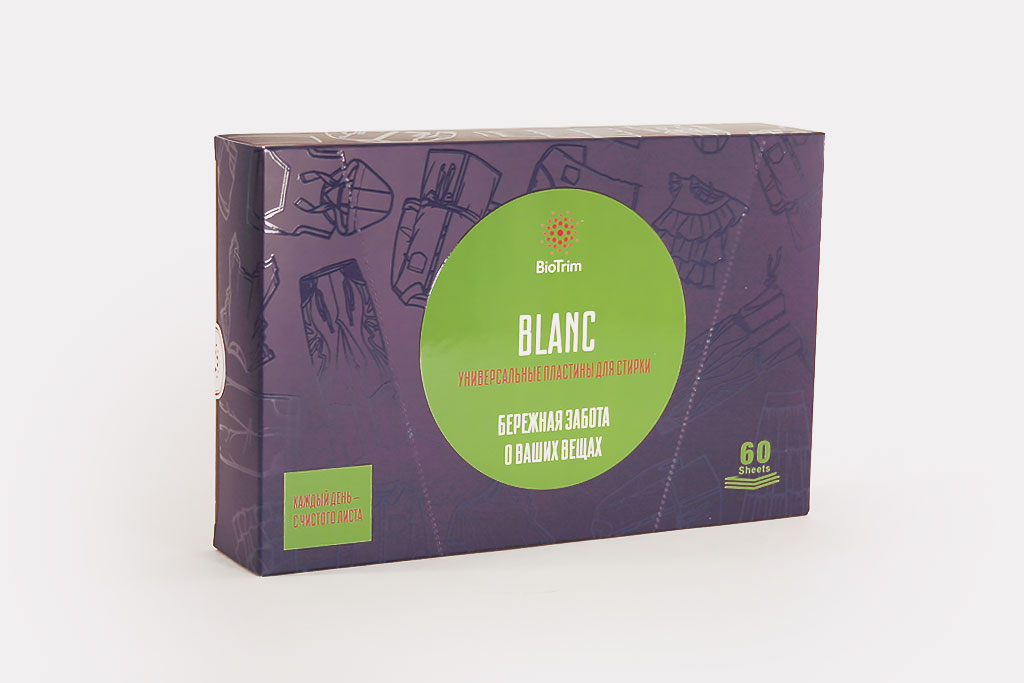 BioTrim
BLANC
УНИВЕРСАЛЬНЫЕ ПЛАСТИНЫ ДЛЯ СТИРКИ
БЕРЕЖНАЯ ЗАБОТА
О ВАШИХ ВЕЩАХ
60
Sheets
КАЖДЫЙ ДЕНЬ –
С ЧИСТОГО ЛИСТА